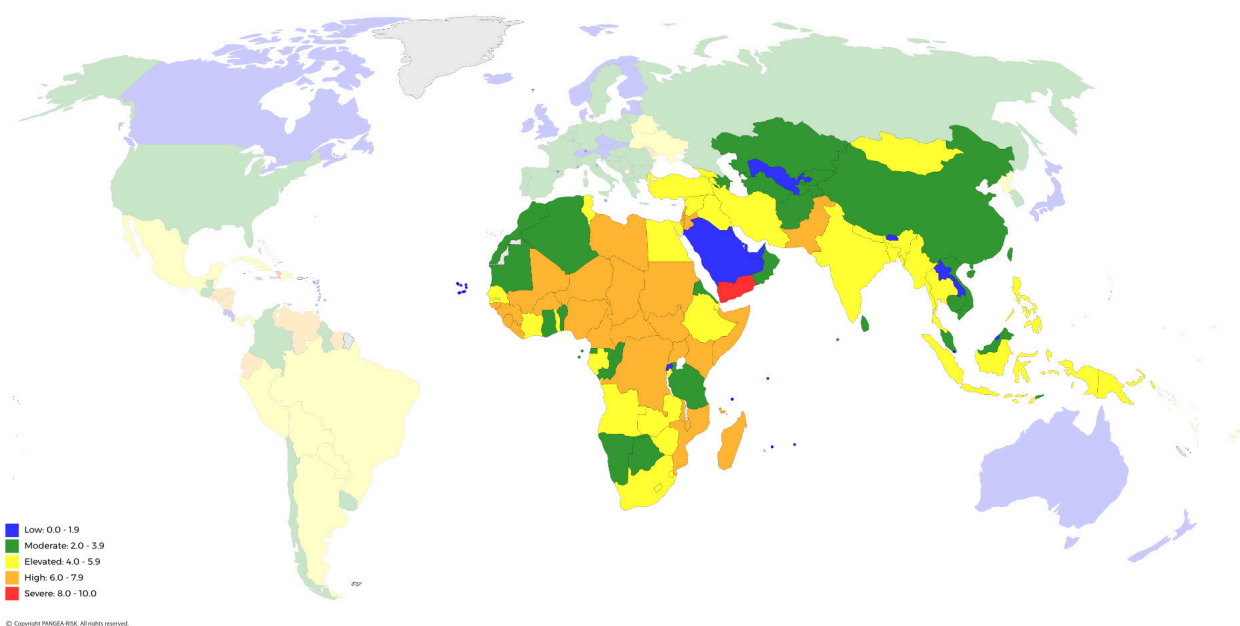 Low: 0.0 - 1.9
Moderate: 2.0 - 3.9
Elevated: 4.0 - 5.9
High: 6.0 - 7.9
Severe: 8.0 - 10.0
© Copyright PANGEA-RISK. All rights reserved.